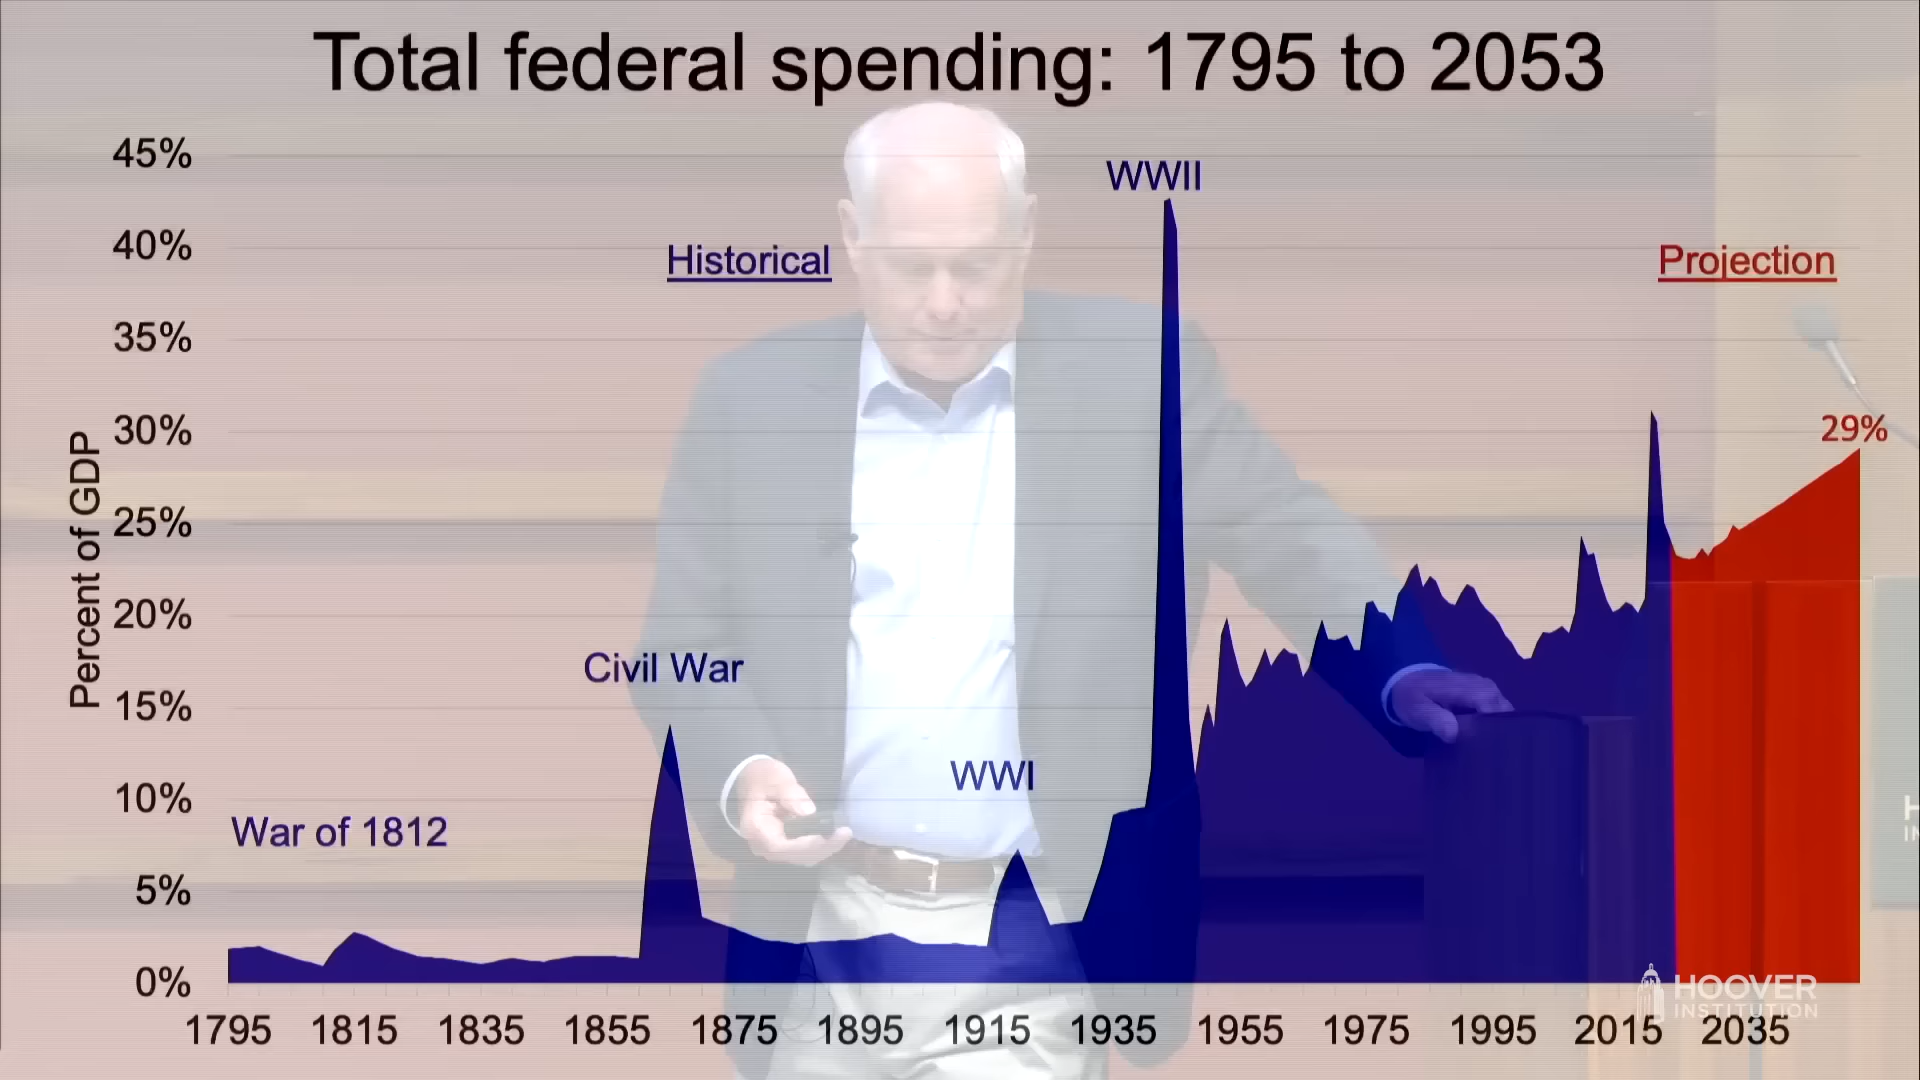 Total federal spending: 1795 to 2053
45%
WWII
40%
Historical
Projection
35%
30%
29%
Percent of GDP
25%
20%
Civil War
15%
WWI
10%
War of 1812
5%
0%
HOOVER
INSTITUTION
1795 1815 1835 1855 1875 1895 1915 1935 1955 1975 1995 2015 2035